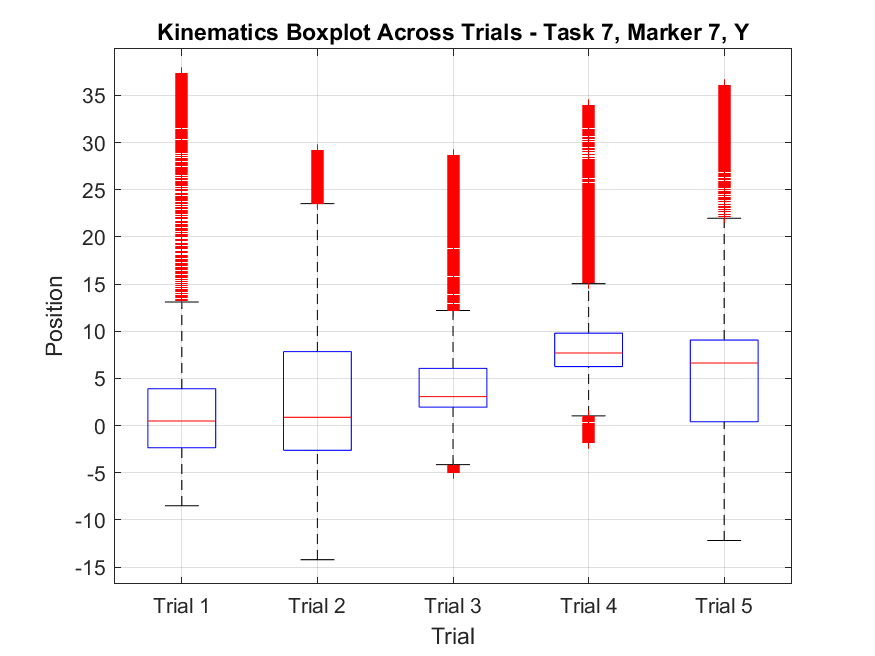 Kinematics Boxplot Across Trials - Task 7, Marker 7, Y
35
30
25
20
15
10
5
0
-5
-10
-15
Position
Trial 1 Trial 2 Trial 3 Trial 4 Trial 5
Trial